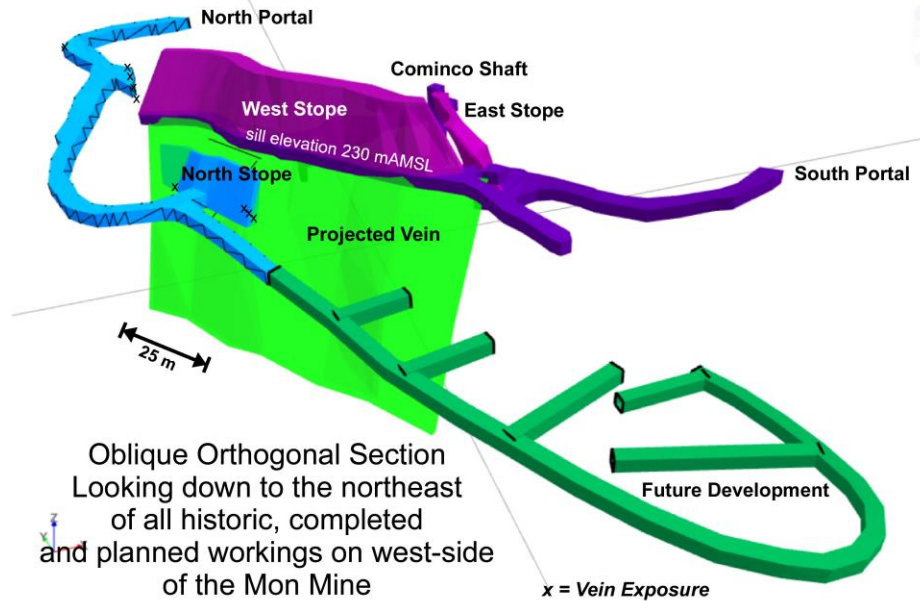 North Portal
Cominco Shaft
East Stope
West Stope
sill elevation 230 mAMSL
North Stope
South Portal
Projected Vein
25 m
Oblique Orthogonal Section
Looking down to the northeast
of all historic, completed
and planned workings on west-side
of the Mon Mine
Future Development
x = Vein Exposure
Z
Y
x
x
x
x
x
x
x
x